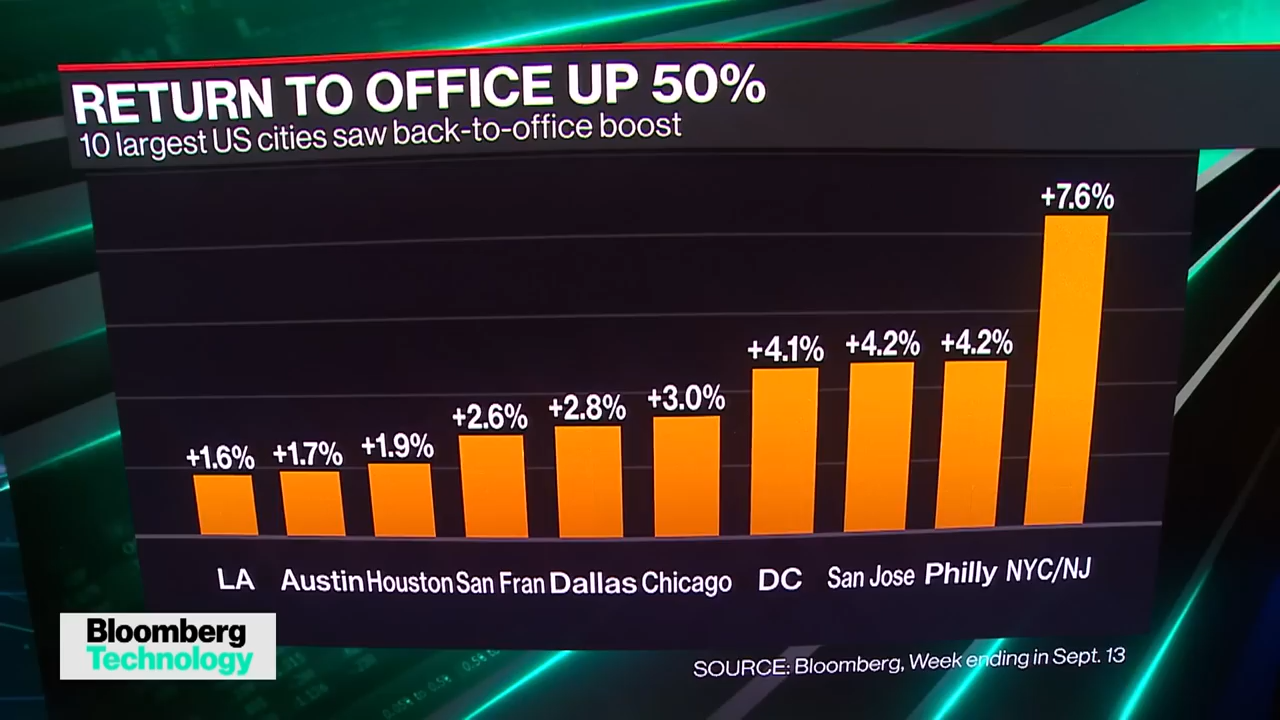 RETURN TO OFFICE UP 50%
10 largest US cities saw back-to-office boost
+1.6% +1.7% +1.9% +2.6% +2.8% +3.0% +4.1% +4.2% +4.2% +7.6%
LA Austin Houston San Fran Dallas Chicago DC San Jose Philly NYC/NJ
Bloomberg
Technology
SOURCE: Bloomberg, Week ending in Sept. 13